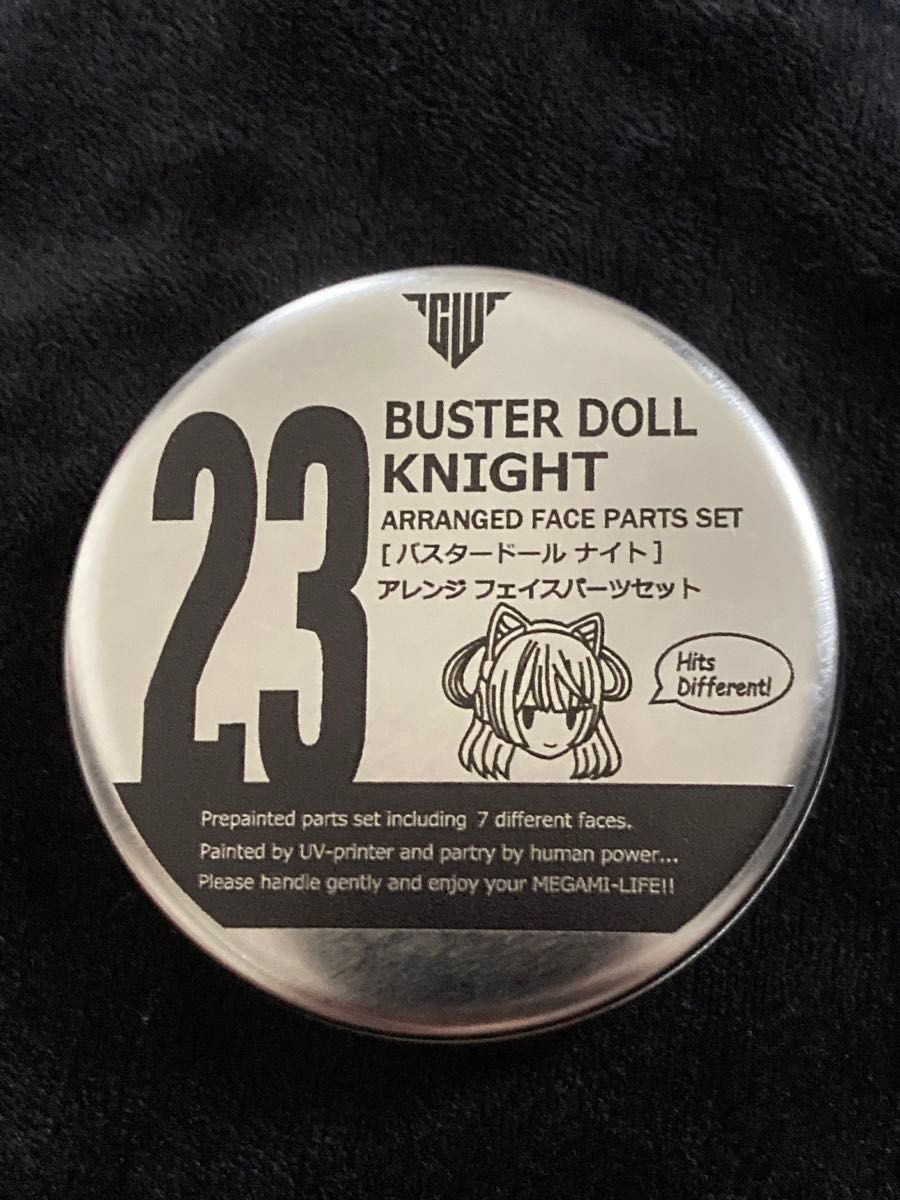 CW
23
BUSTER DOLL
KNIGHT
ARRANGED FACE PARTS SET
[バスタードール ナイト]
アレンジ フェイスパーツセット
Hits
Different!
Prepainted parts set including 7 different faces.
Painted by UV-printer and partry by human power...
Please handle gently and enjoy your MEGAMI-LIFE!!